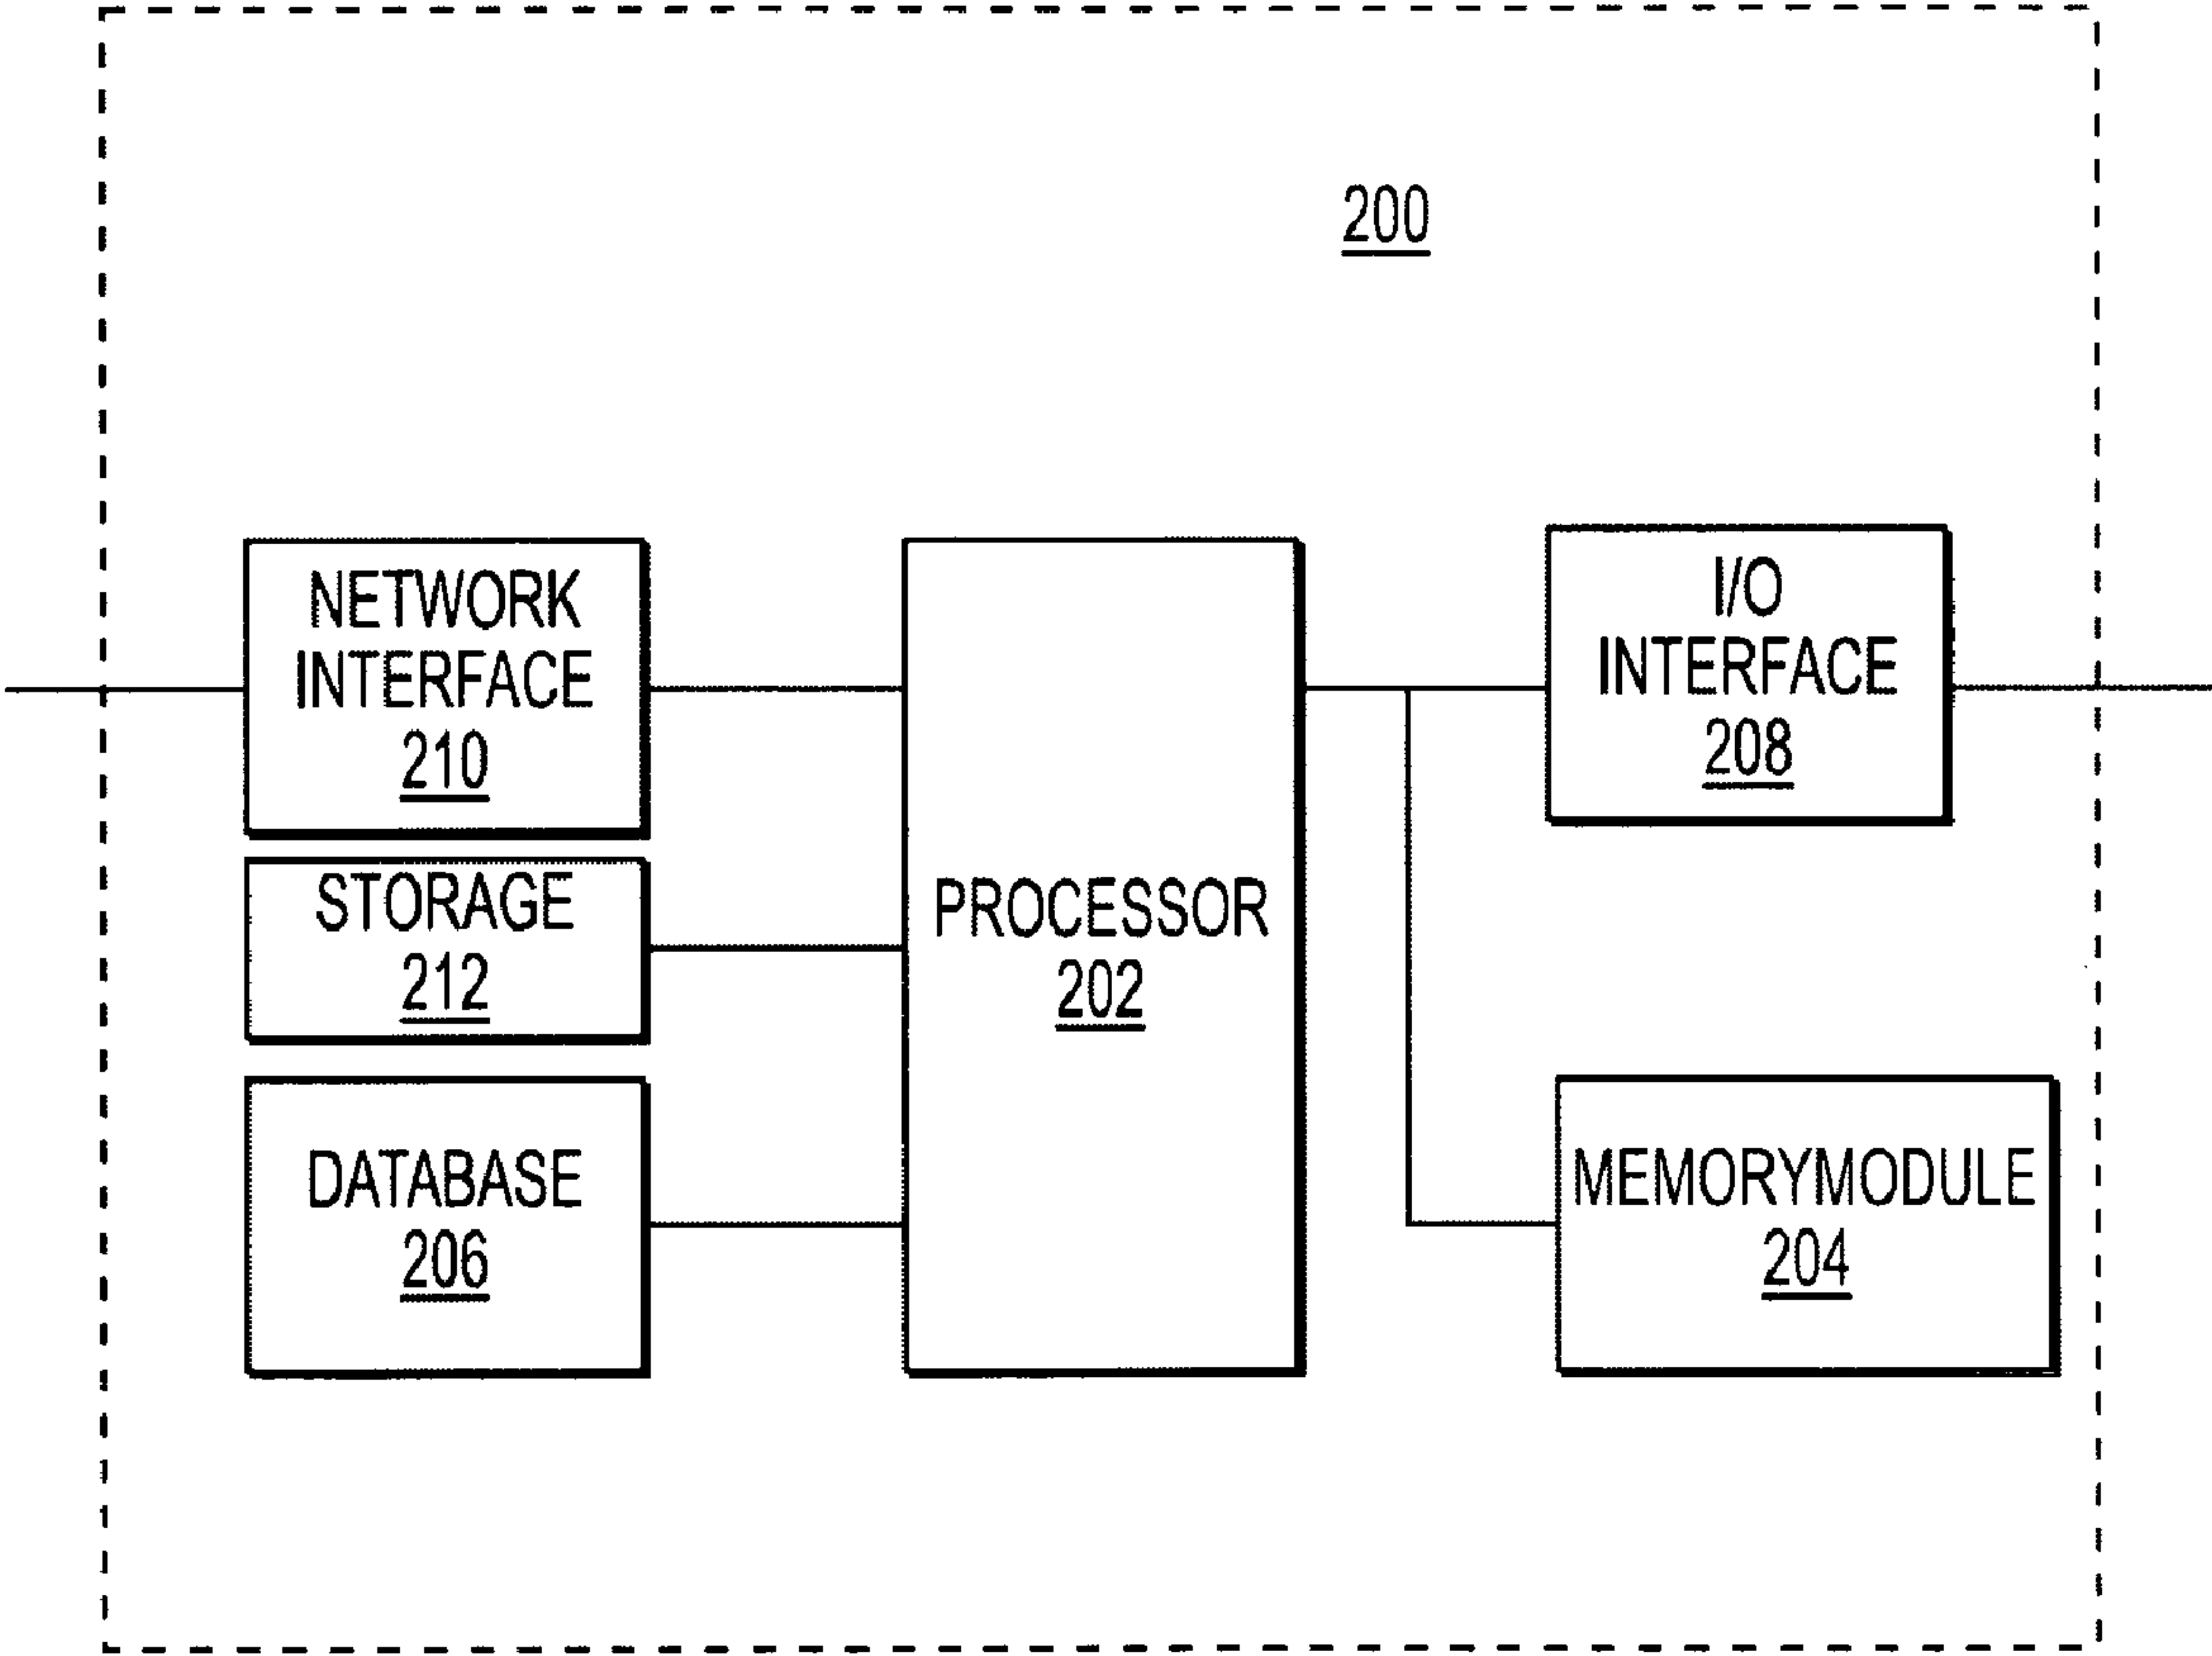 200
NETWORK
INTERFACE
210
STORAGE
212
DATABASE
206
PROCESSOR
202
I/O
INTERFACE
208
MEMORYMODULE
204